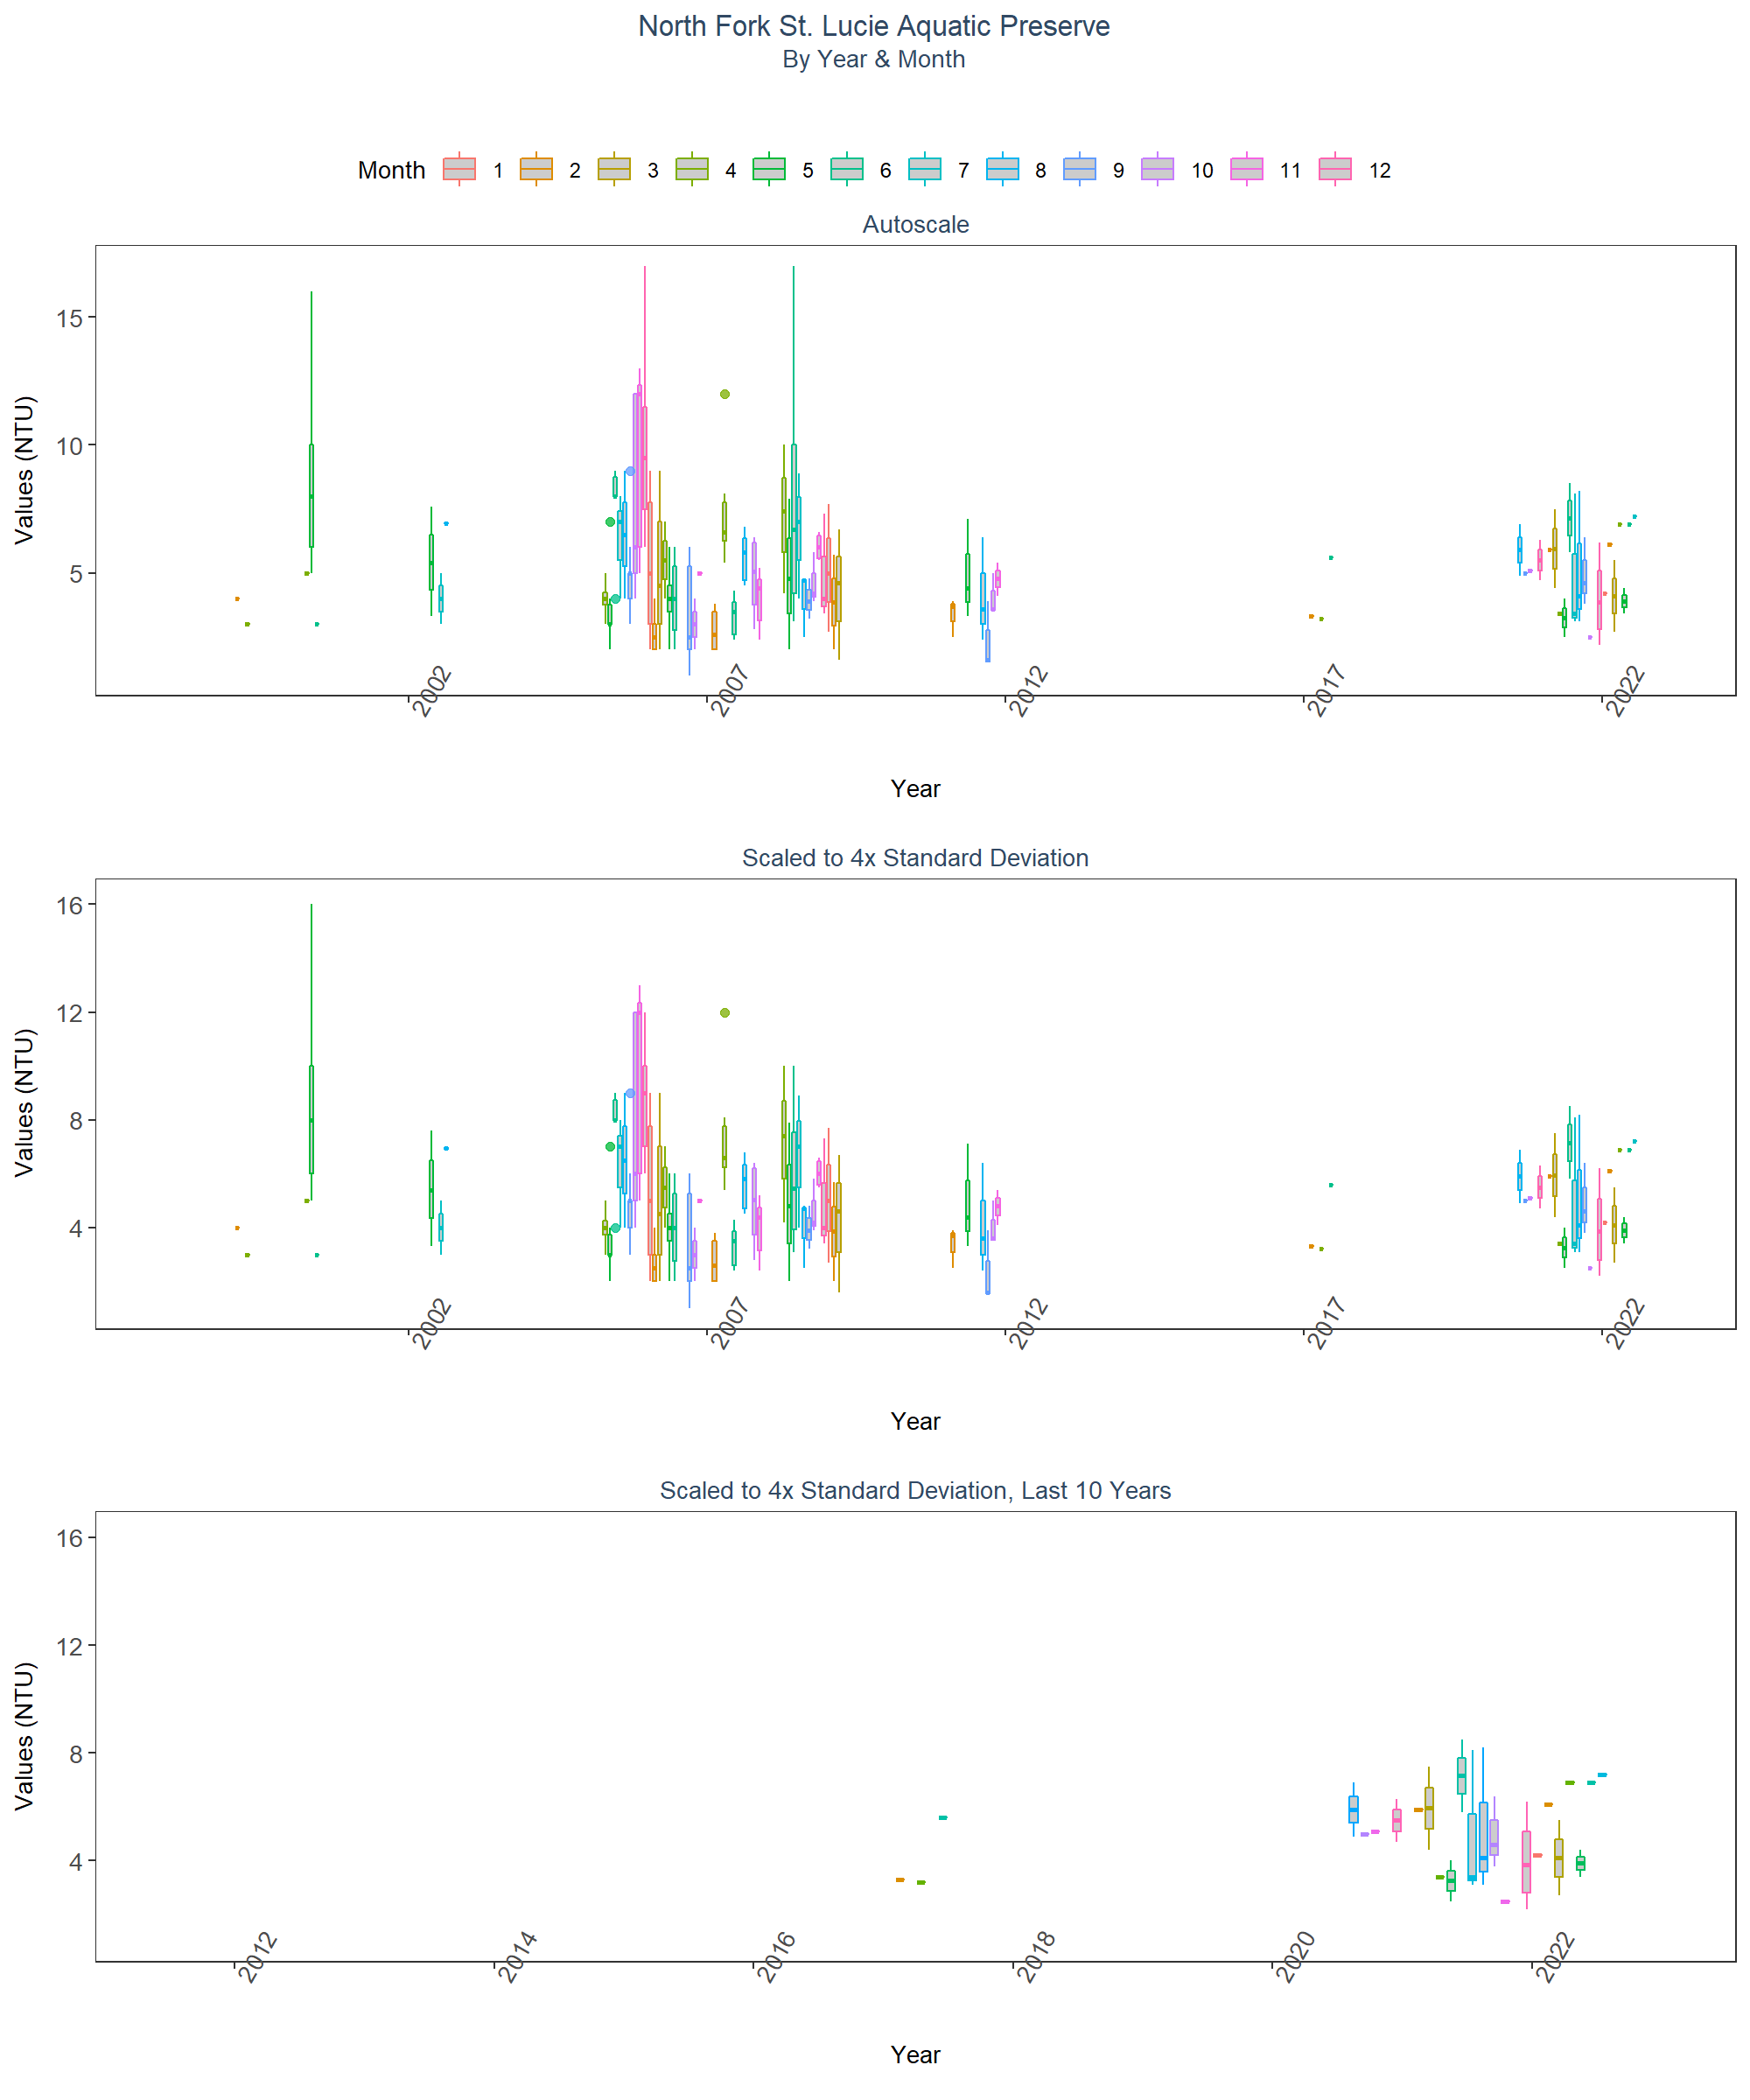 North Fork St. Lucie Aquatic Preserve
By Year & Month
Month 1 2 3 4 5 6 7 8 9 10 11 12
Autoscale
Values (NTU)
15
10
5
2002 2007 2012 2017 2022
Year
Scaled to 4x Standard Deviation
Values (NTU)
16
12
8
4
2002 2007 2012 2017 2022
Year
Scaled to 4x Standard Deviation, Last 10 Years
Values (NTU)
16
12
8
4
2012 2014 2016 2018 2020 2022
Year